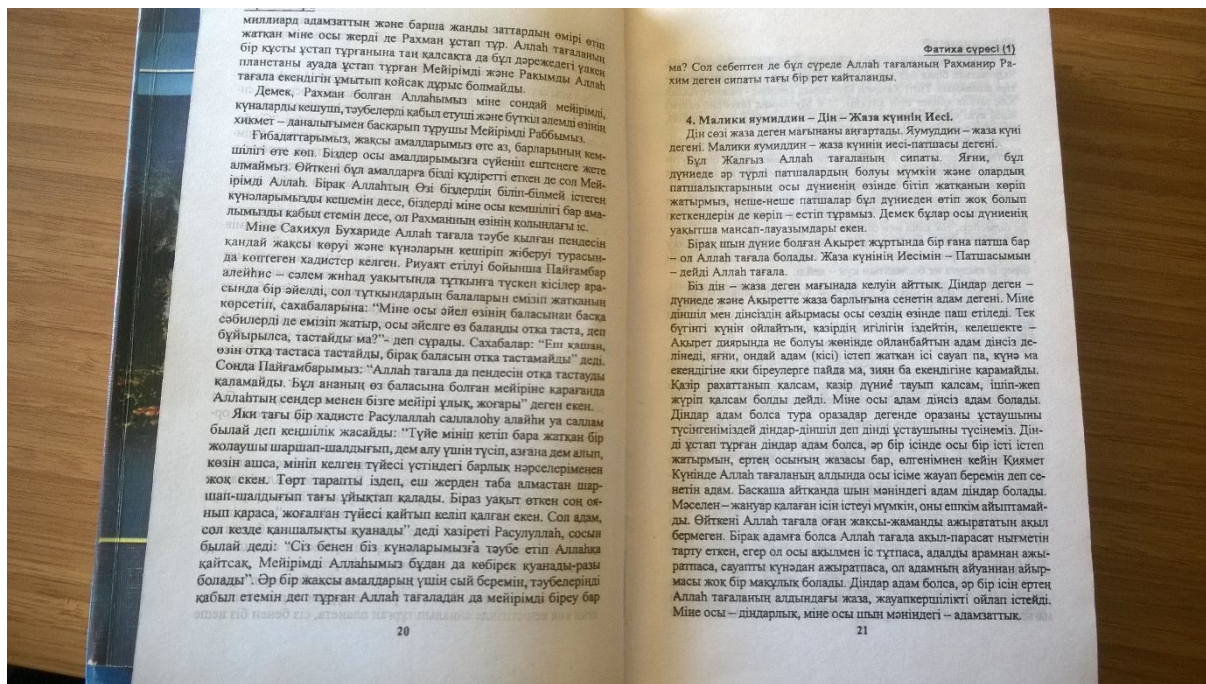 миллиард адамзаттың және барша жанды заттардың өмірі өтіп
жатқан міне осы жерді де Рахман ұстап тұр. Аллаһ тағаланың
бір құсты ұстап тұрғанына таң қалсақта да бұл дәрежедегі үлкен
планетаны ауада ұстап тұрған Мейірімді және Рақымды Аллаһ
тағала екендігін ұмытып қойсақ дұрыс болмайды.
Демек, Рахман болған Аллаһымыз міне сондай мейірімді,
күналарды кешуші, тәубелерді қабыл етуші және бүткіл әлемді өзінің
хикмет – даналығымен басқарып тұрушы Мейірімді Раббымыз.
Ғибадаттарымыз, жақсы амалдарымыз өте аз, барларының кем-
шілігі өте көп. Біздер осы амалдарымызға сүйеніп ештенеге жете
алмаймыз. Өйткені бұл амалдарға бізді құдіретті еткен де сол Мей-
ірімді Аллаһ. Бірақ Аллаһтың Өзі біздердің біліп-білмей істеген
күнәларымызды кешемін десе, біздерді міне осы кемшілігі бар ама-
лымызды қабыл етемін десе, ол Рахманның өзінің қолындағы іс.
Міне Сахихул Бухариде Аллаһ тағала тәубе қылған пендесін
қандай жақсы көруі және күнәларын кешіріп жіберуі турасын-
да көптеген хадистер келген. Риуаят етілуі бойынша Пайғамбар
алейһис – сәлем жиһад уақытында тұтқынға түскен кісілер ара-
сында бір әйелді, сол тұтқындардың балаларын емізіп жатқанын
көрсетіп, сахабаларына: “Міне осы әйел өзінің баласынан басқа
сәбилерді де емізіп жатыр, осы әйелге өз балаңды отқа таста, деп
бұйырылса, тастайды ма?”- деп сұрады. Сахабалар: “Еш қашан,
өзін отқа тастаса тастайды, бірақ баласын отқа тастамайды” деді.
Сонда Пайғамбарымыз: “Аллаһ тағала да пендесін отқа тастауды
қаламайды. Бұл ананың өз баласына болған мейіріне қарағанда
Аллаһтың сендер менен бізге мейірі ұлық, жоғары” деген екен.
Яки тағы бір хадисте Расулаллаһ саллалоһу алайһи уа саллам
былай деп кеңшілік жасайды: “Түйе мініп кетіп бара жатқан бір
жолаушы шаршап-шалдығып, дем алу үшін түсіп, азғана дем алып,
көзін ашса, мініп келген түйесі үстіндегі барлық нәрселеріменен
жоқ екен. Төрт тарапты іздеп, еш жерден таба алмастан шар-
шап-шалдығып тағы ұйықтап қалады. Біраз уақыт өткен соң оя-
нып қараса, жоғалған түйесі қайтып келіп қалған екен. Сол адам,
сол кезде қаншалықты қуанады” деді хазіреті Расулуллаһ, сосын
былай деді: “Сіз бенен біз күнәларымызға тәубе етіп Аллаһқа
қайтсақ, Мейірімді Аллаһымыз бұдан да көбірек қуанады-разы
болады”. Әр бір жақсы амалдарың үшін сый беремін, тәубелеріңді
қабыл етемін деп тұрған Аллаһ тағаладан да мейірімді біреу бар
20
Фатиха сүресі (1)
ма? Сол себептен де бұл сүреде Аллаһ тағаланың Рахманир Ра-
хим деген сипаты тағы бір рет қайталанды.
4. Малики яумиддин – Дін – Жаза күнінің Иесі.
Дін сөзі жаза деген мағынаны аңғартады. Яумуддин – жаза күні
дегені. Малики яумиддин – жаза күннің иесі-патшасы дегені.
Бұл Жалғыз Аллаһ тағаланың сипаты. Яғни, бұл
дүниеде әр түрлі патшалардың болуы мүмкін және олардың
патшалықтарының осы дүниенің өзінде бітіп жатқанын көріп
жатырмыз, неше-неше патшалар бұл дүниеден өтіп жоқ болып
кеткендерін де көріп – естіп тұрамыз. Демек бұлар осы дүниенің
уақытша мансап-лауазымдары екен.
Бірақ шын дүние болған Ақырет жұртында бір ғана патша бар
– ол Аллаһ тағала болады. Жаза күнінің Иесімін – Патшасымын
– дейді Аллаһ тағала.
Біз дін – жаза деген мағынада келуін айттық. Діндар деген –
дүниеде және Ақыретте жаза барлығына сенетін адам дегені. Міне
діншіл мен дінсіздің айырмасы осы сөздің өзінде паш етіледі. Тек
бүгінгі күнін ойлайтын, қазірдің игілігін іздейтін, келешекте –
Ақырет диярында не болуы жөнінде ойланбайтын адам дінсіз де-
лінеді, яғни, ондай адам (кісі) істеп жатқан ісі сауап па, күнә ма
екендігіне яки біреулерге пайда ма, зиян ба екендігіне қарамайды.
Қазір рахаттанып қалсам, қазір дүние тауып қалсам, ішіп-жеп
жүріп қалсам болды дейді. Міне осы адам дінсіз адам болады.
Діндар адам болса тура оразадар дегенде оразаны ұстаушыны
түсінгеніміздей діндар-діншіл деп дінді ұстаушыны түсінеміз. Дін-
ді ұстап тұрған діндар адам болса, әр бір ісінде осы бір істі істеп
жатырмын, ертең осының жазасы бар, өлгенімнен кейін Қиямет
Күнінде Аллаһ тағаланың алдында осы ісіме жауап беремін деп се-
нетін адам. Басқаша айтқанда шын мәніндегі адам діндар болады.
Мәселен – жануар қалаған ісін істеуі мүмкін, оны ешкім айыптамай-
ды. Өйткені Аллаһ тағала оған жақсы-жаманды ажырататын ақыл
бермеген. Бірақ адамға болса Аллаһ тағала ақыл-парасат нығметін
тарту еткен, егер ол осы ақылмен іс тұтпаса, адалды арамнан ажы-
ратпаса, сауапты күнәдан ажыратпаса, ол адамның айуаннан айыр-
масы жоқ бір мақұлық болады. Діндар адам болса, әр бір ісін ертең
Аллаһ тағаланың алдындағы жаза, жауапкершілікті ойлап істейді.
Міне осы – діндарлық, міне осы шын мәніндегі – адамзаттық.
21